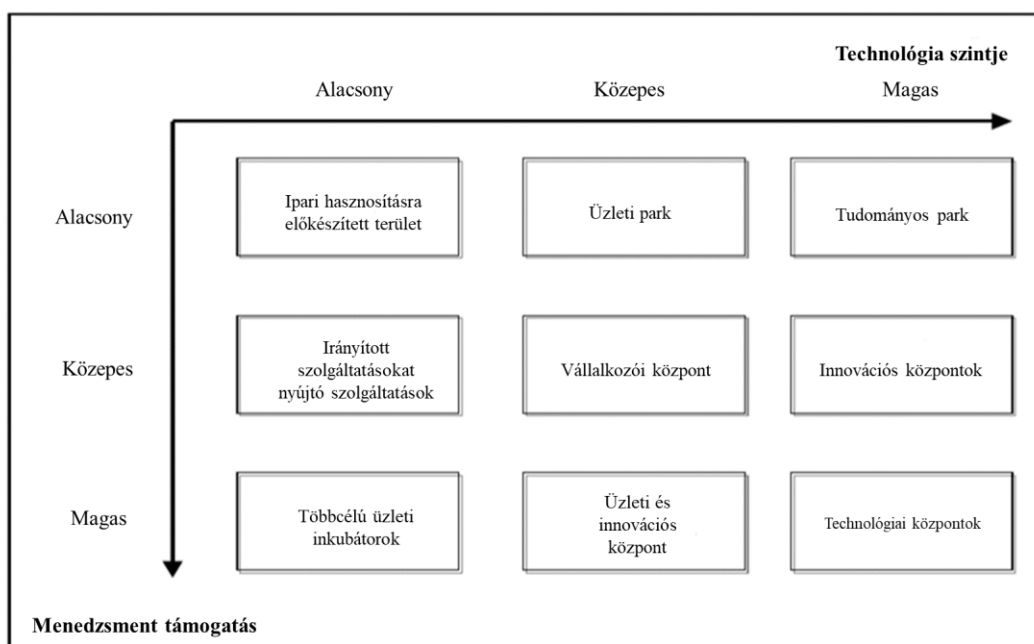 Technológia szintje
Alacsony
Közepes
Magas
Alacsony
Ipari hasznosításra
előkészített terület
Üzleti park
Tudományos park
Közepes
Irányított
szolgáltatásokat
nyújtó szolgáltatások
Vállalkozói központ
Innovációs központok
Magas
Többcélú üzleti
inkubátorok
Üzleti és
innovációs
központ
Technológiai központok
Menedzsment támogatás